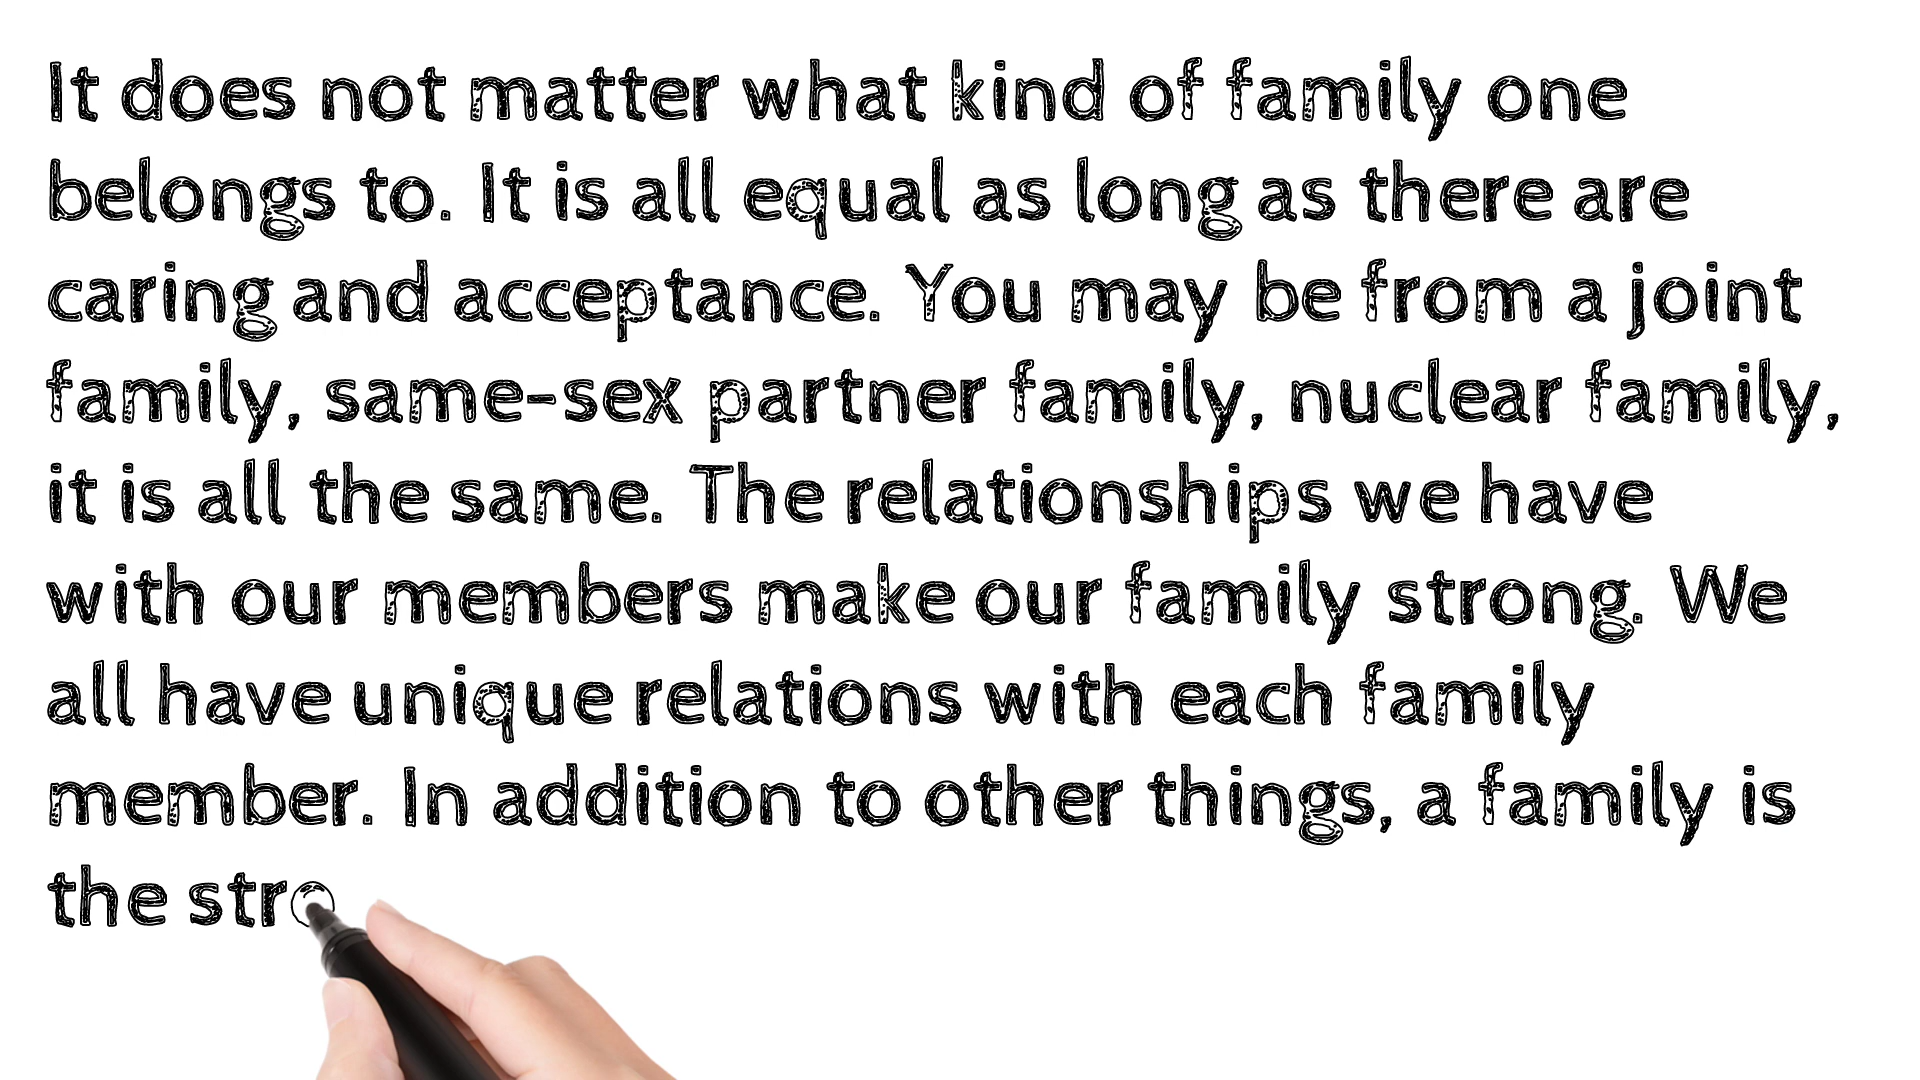 It does not matter what kind of family one
belongs to. It is all equal as long as there are
caring and acceptance. You may be from a joint
family, same-sex partner family, nuclear family,
it is all the same. The relationships we have
with our members make our family strong. We
all have unique relations with each family
member. In addition to other things, a family is
the stro